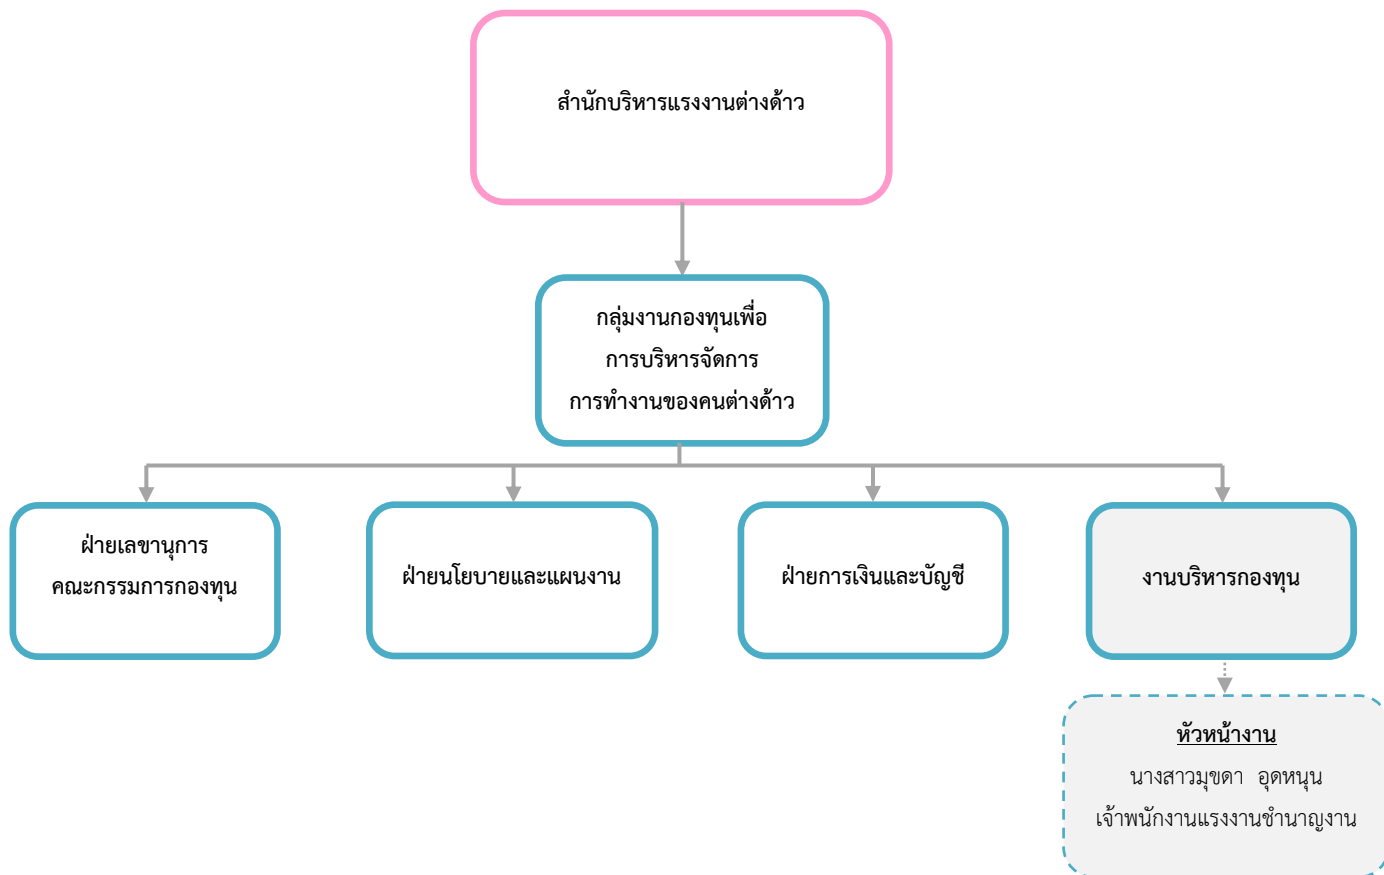 สำนักบริหารแรงงานต่างด้าว
กลุ่มงานกองทุนเพื่อ
การบริหารจัดการ
การทำงานของคนต่างด้าว
ฝ่ายเลขานุการ
คณะกรรมการกองทุน
ฝ่ายนโยบายและแผนงาน
ฝ่ายการเงินและบัญชี
งานบริหารกองทุน
หัวหน้างาน
นางสาวมุขดา อุดหนุน
เจ้าพนักงานแรงงานชำนาญงาน